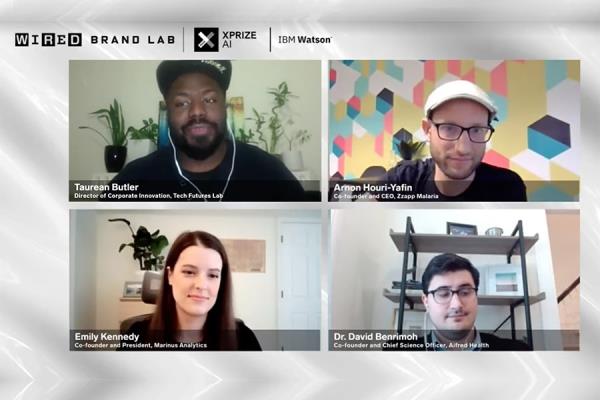 WIRED BRAND LAB
XPRIZE
AI
IBM Watson
Taurean Butler
Director of Corporate Innovation, Tech Futures Lab
Arnon Houri-Yafin
Co-founder and CEO, Zzapp Malaria
Emily Kennedy
Co-founder and President, Marinus Analytics
Dr. David Benrimoh
Co-founder and Chief Science Officer, Aifred Health